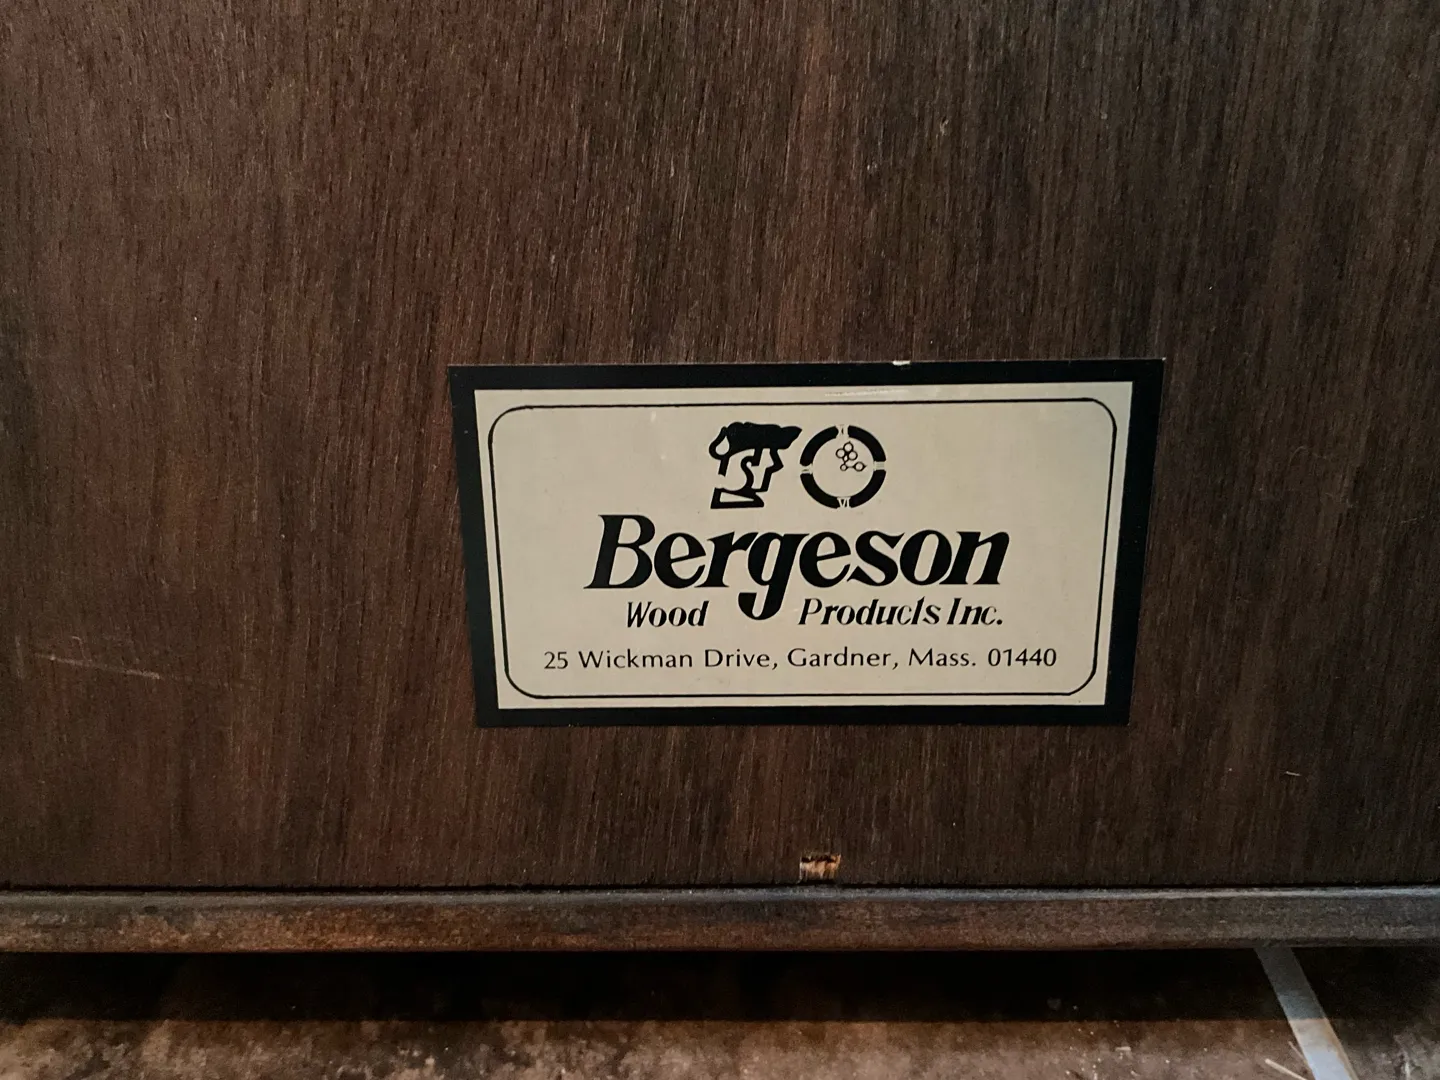 Bergeson
Wood Products Inc.
25 Wickman Drive, Gardner, Mass. 01440